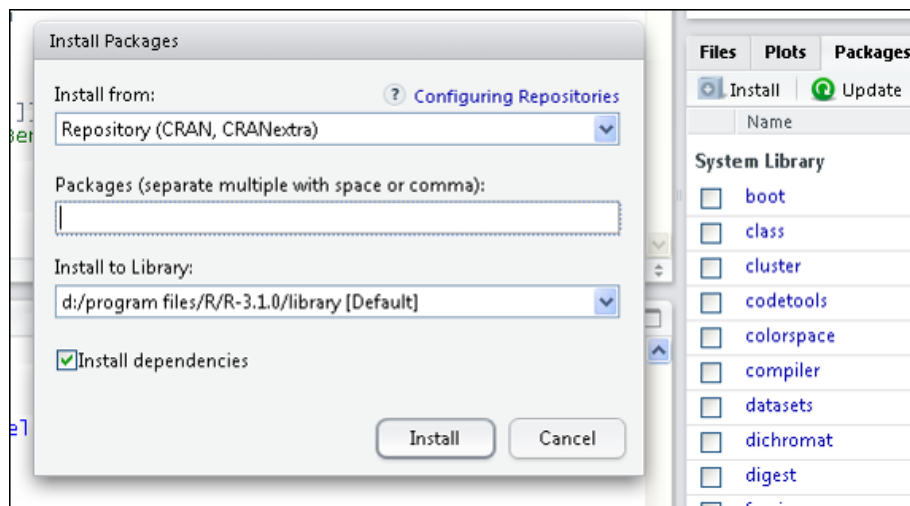 Install Packages
Install from:
? Configuring Repositories
Repository (CRAN, CRANextra)
Packages (separate multiple with space or comma):
Install to Library:
d:/program files/R/R-3.1.0/library [Default]
Install dependencies
Install
Cancel
]]
Ber
el
Files Plots Packages
Install Update
Name
System Library
boot
class
cluster
codetools
colorspace
compiler
datasets
dichromat
digest